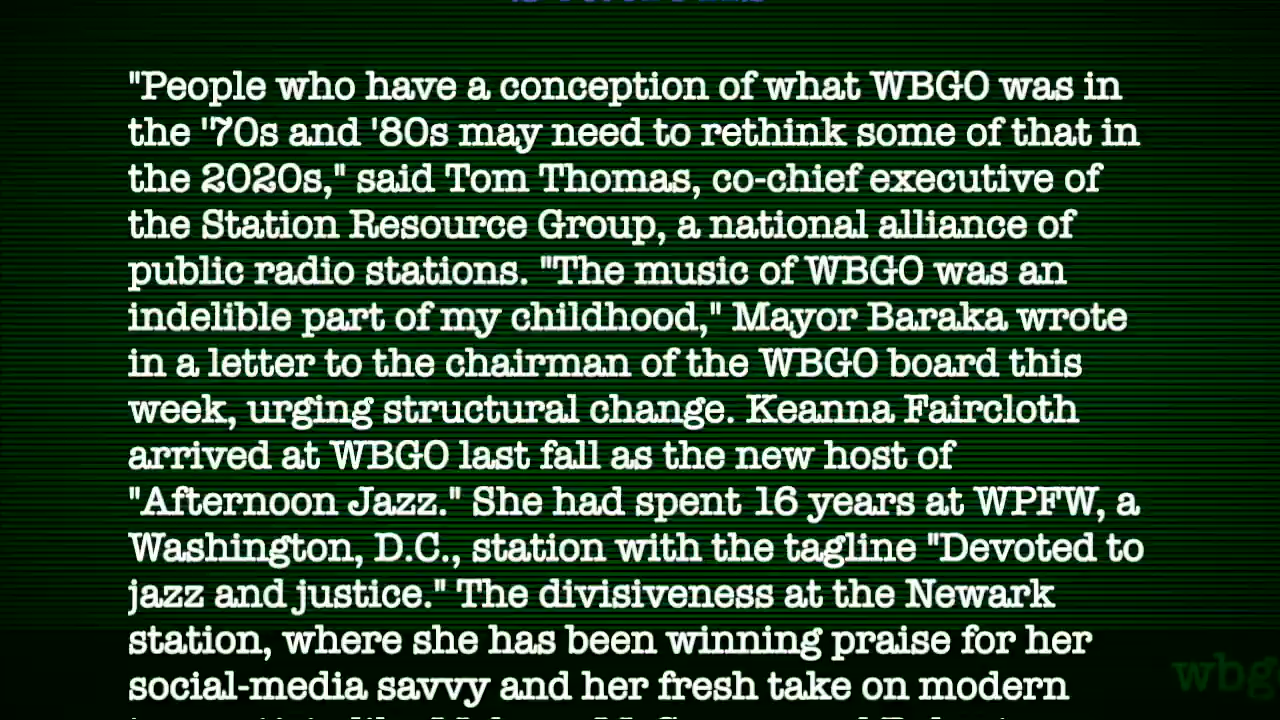 "People who have a conception of what WBGO was in
the '70s and '80s may need to rethink some of that in
the 2020s," said Tom Thomas, co-chief executive of
the Station Resource Group, a national alliance of
public radio stations. "The music of WBGO was an
indelible part of my childhood," Mayor Baraka wrote
in a letter to the chairman of the WBGO board this
week, urging structural change. Keanna Faircloth
arrived at WBGO last fall as the new host of
"Afternoon Jazz." She had spent 16 years at WPFW, a
Washington, D.C., station with the tagline "Devoted to
jazz and justice." The divisiveness at the Newark
station, where she has been winning praise for her
social-media savvy and her fresh take on modern
wbg